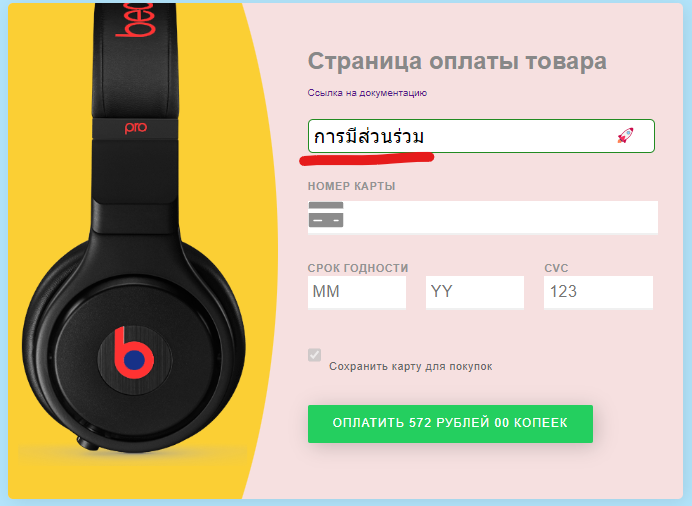 beats
pro
b
Страница оплаты товара
Ссылка на документацию
การมีส่วนร่วม
НОМЕР КАРТЫ
СРОК ГОДНОСТИ CVC
MM YY 123
Сохранить карту для покупок
ОПЛАТИТЬ 572 РУБЛЕЙ 00 КОПЕЕК